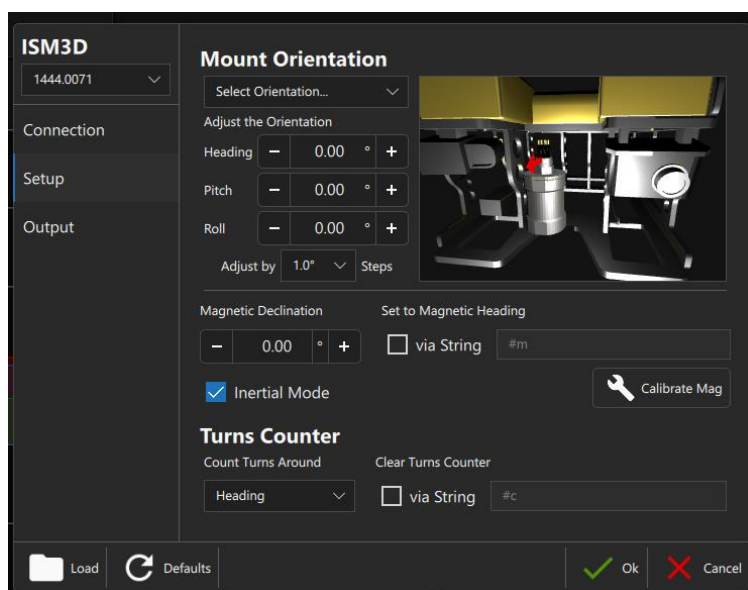 ISM3D
1444.0071
Connection
Setup
Output
Mount Orientation
Select Orientation...
Adjust the Orientation
Heading − 0.00 ° +
Pitch − 0.00 ° +
Roll − 0.00 ° +
Adjust by 1.0° Steps
Magnetic Declination Set to Magnetic Heading
− 0.00 ° + via String #m
Inertial Mode Calibrate Mag
Turns Counter
Count Turns Around Clear Turns Counter
Heading via String #c
Load Defaults Ok Cancel